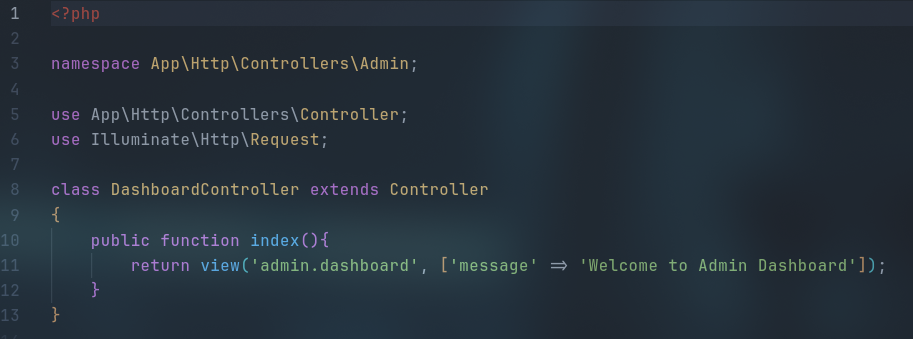 1 <?php
2
3 namespace App\Http\Controllers\Admin;
4
5 use App\Http\Controllers\Controller;
6 use Illuminate\Http\Request;
7
8 class DashboardController extends Controller
9 {
10     public function index(){
11         return view('admin.dashboard', ['message' => 'Welcome to Admin Dashboard']);
12     }
13 }